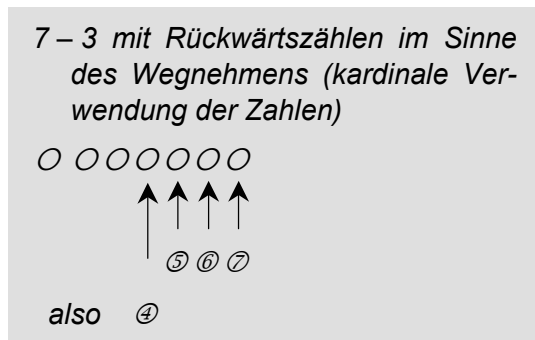 7 – 3 mit Rückwärtszählen im Sinne
des Wegnehmens (kardinale Ver-
wendung der Zahlen)
○ ○○○○○○
⑤ ⑥ ⑦
also ④